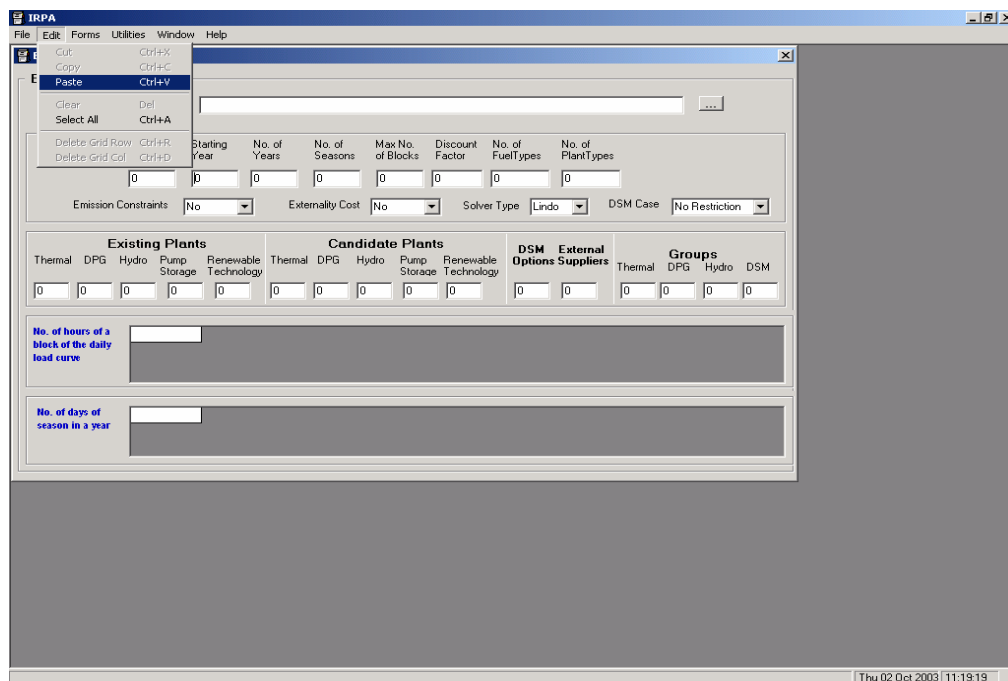 IRPA
File Edit Forms Utilities Window Help
Cut Ctrl+X
Copy Ctrl+C
Paste Ctrl+V
Clear Del
Select All Ctrl+A
Delete Grid Row Ctrl+R
Delete Grid Col Ctrl+D
...
Starting Year No. of Years No. of Seasons Max No. of Blocks Discount Factor No. of FuelTypes No. of PlantTypes
0 0 0 0 0 0 0 0
Emission Constraints No Externality Cost No Solver Type Lindo DSM Case No Restriction
Existing Plants Candidate Plants DSM Options External Suppliers Groups
Thermal DPG Hydro Pump Storage Renewable Technology Thermal DPG Hydro Pump Storage Renewable Technology Thermal DPG Hydro DSM
0 0 0 0 0 0 0 0 0 0 0 0 0 0 0 0
No. of hours of a
block of the daily
load curve
No. of days of
season in a year
Thu 02 Oct 2003 11:19:19